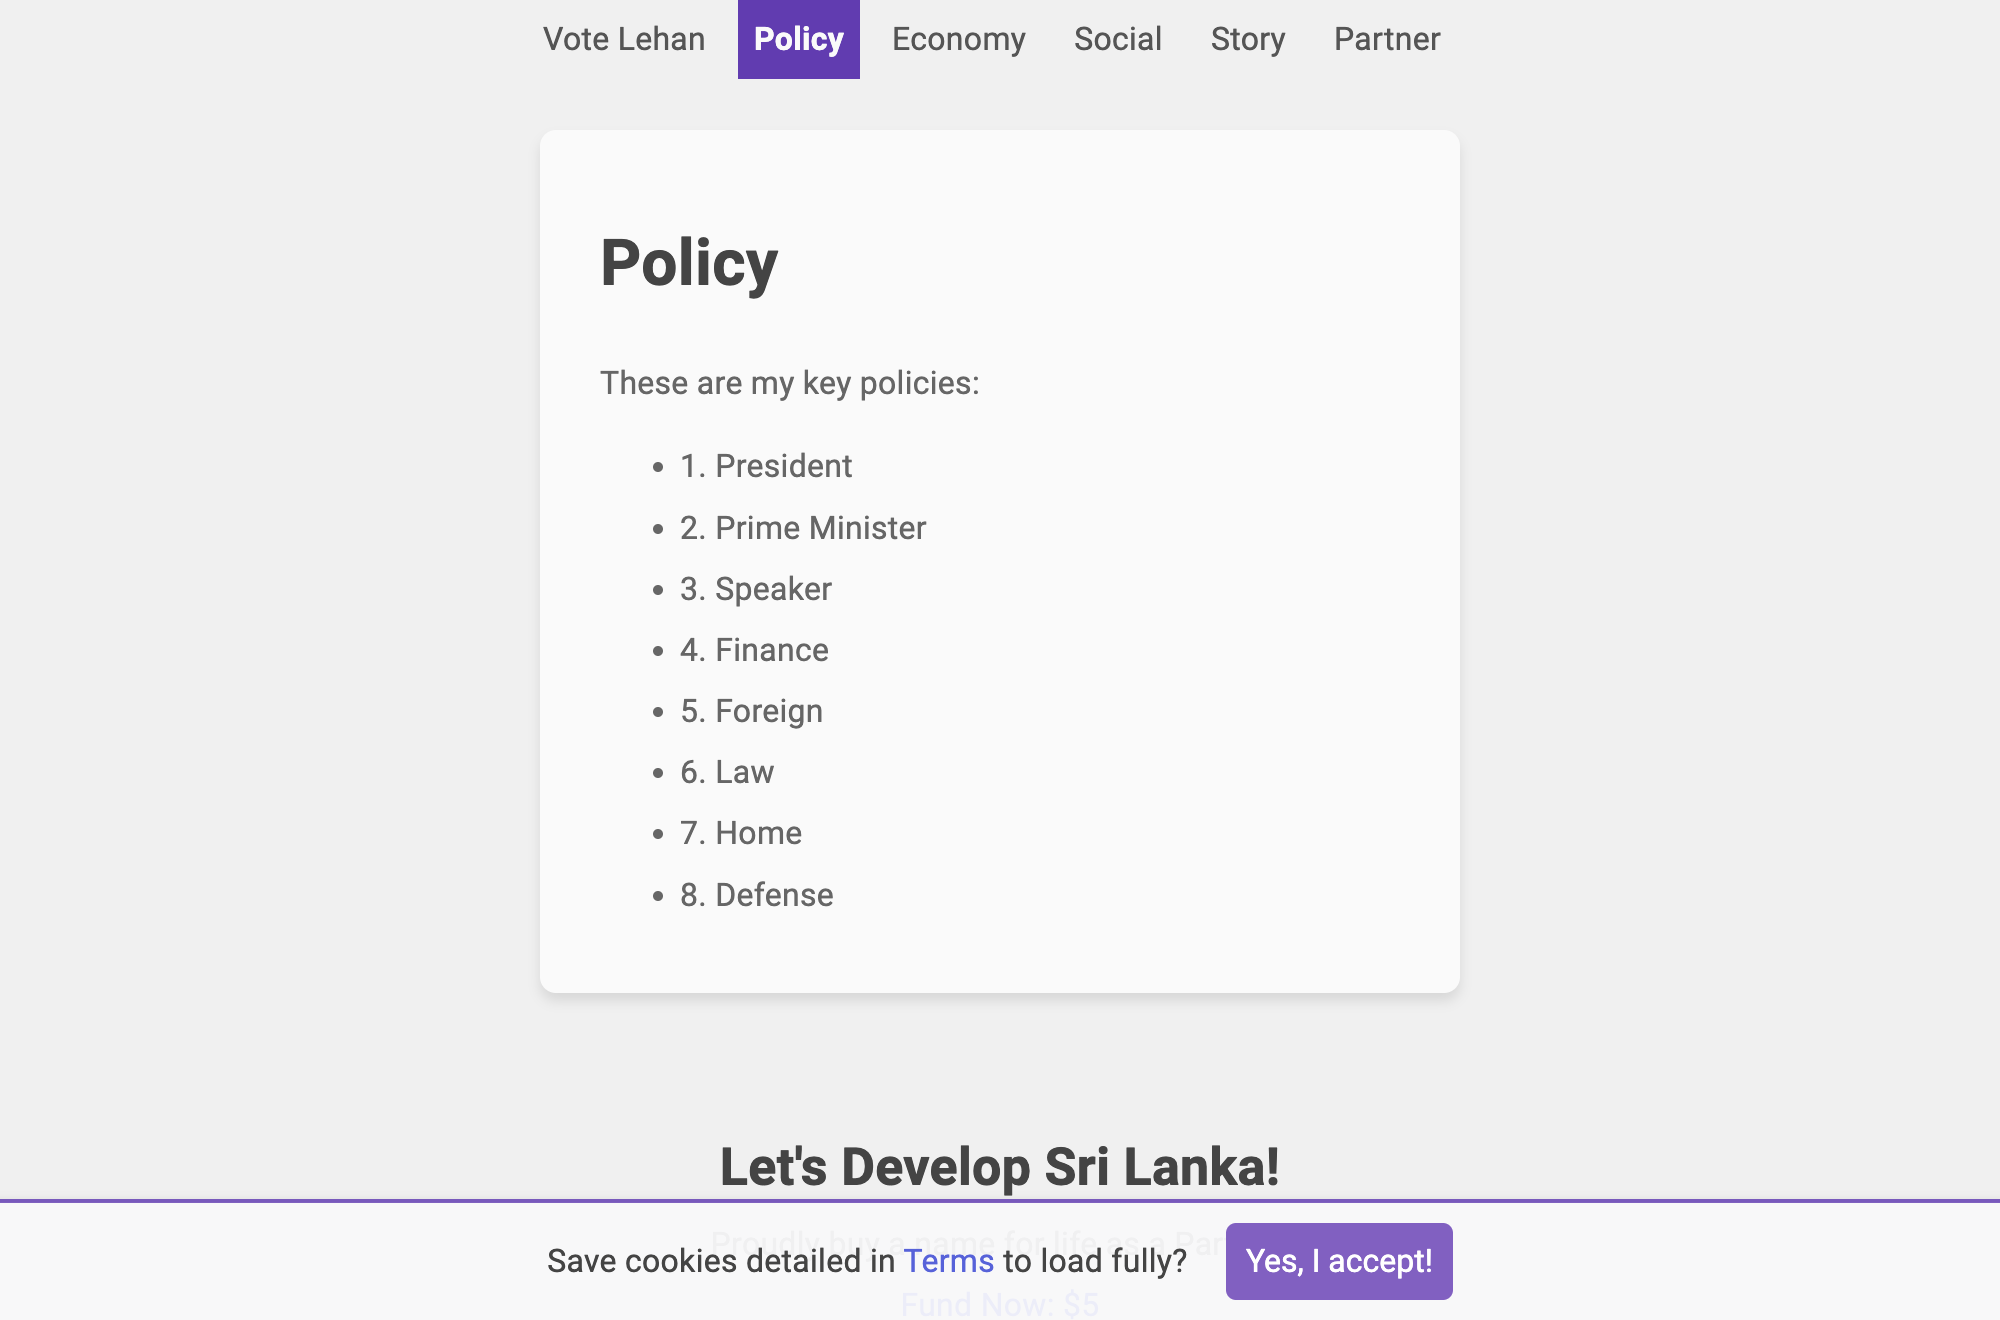 Vote Lehan Policy Economy Social Story Partner
Policy
These are my key policies:
• 1. President
• 2. Prime Minister
• 3. Speaker
• 4. Finance
• 5. Foreign
• 6. Law
• 7. Home
• 8. Defense
Let's Develop Sri Lanka!
Proudly buy a name for life as a
Save cookies detailed in Terms to load fully? Yes, I accept!
Fund Now: $5